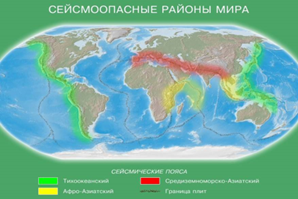 СЕЙСМООПАСНЫЕ РАЙОНЫ МИРА
СЕЙСМИЧЕСКИЕ ПОЯСА
Тихоокеанский
Средиземноморско-Азиатский
Афро-Азиатский
Граница плит